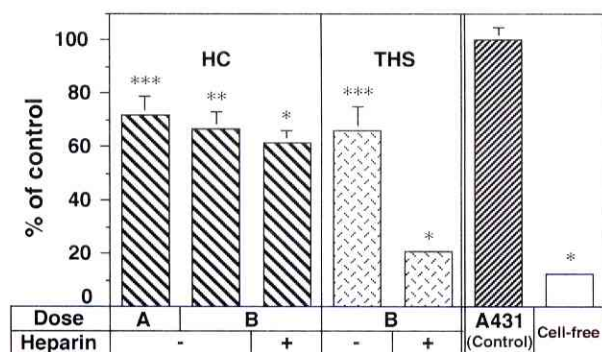 % of control
100
80
60
40
20
0
HC
THS
***
**
*
***
*
*
Dose A B B A431 (Control) Cell-free
Heparin - + - +